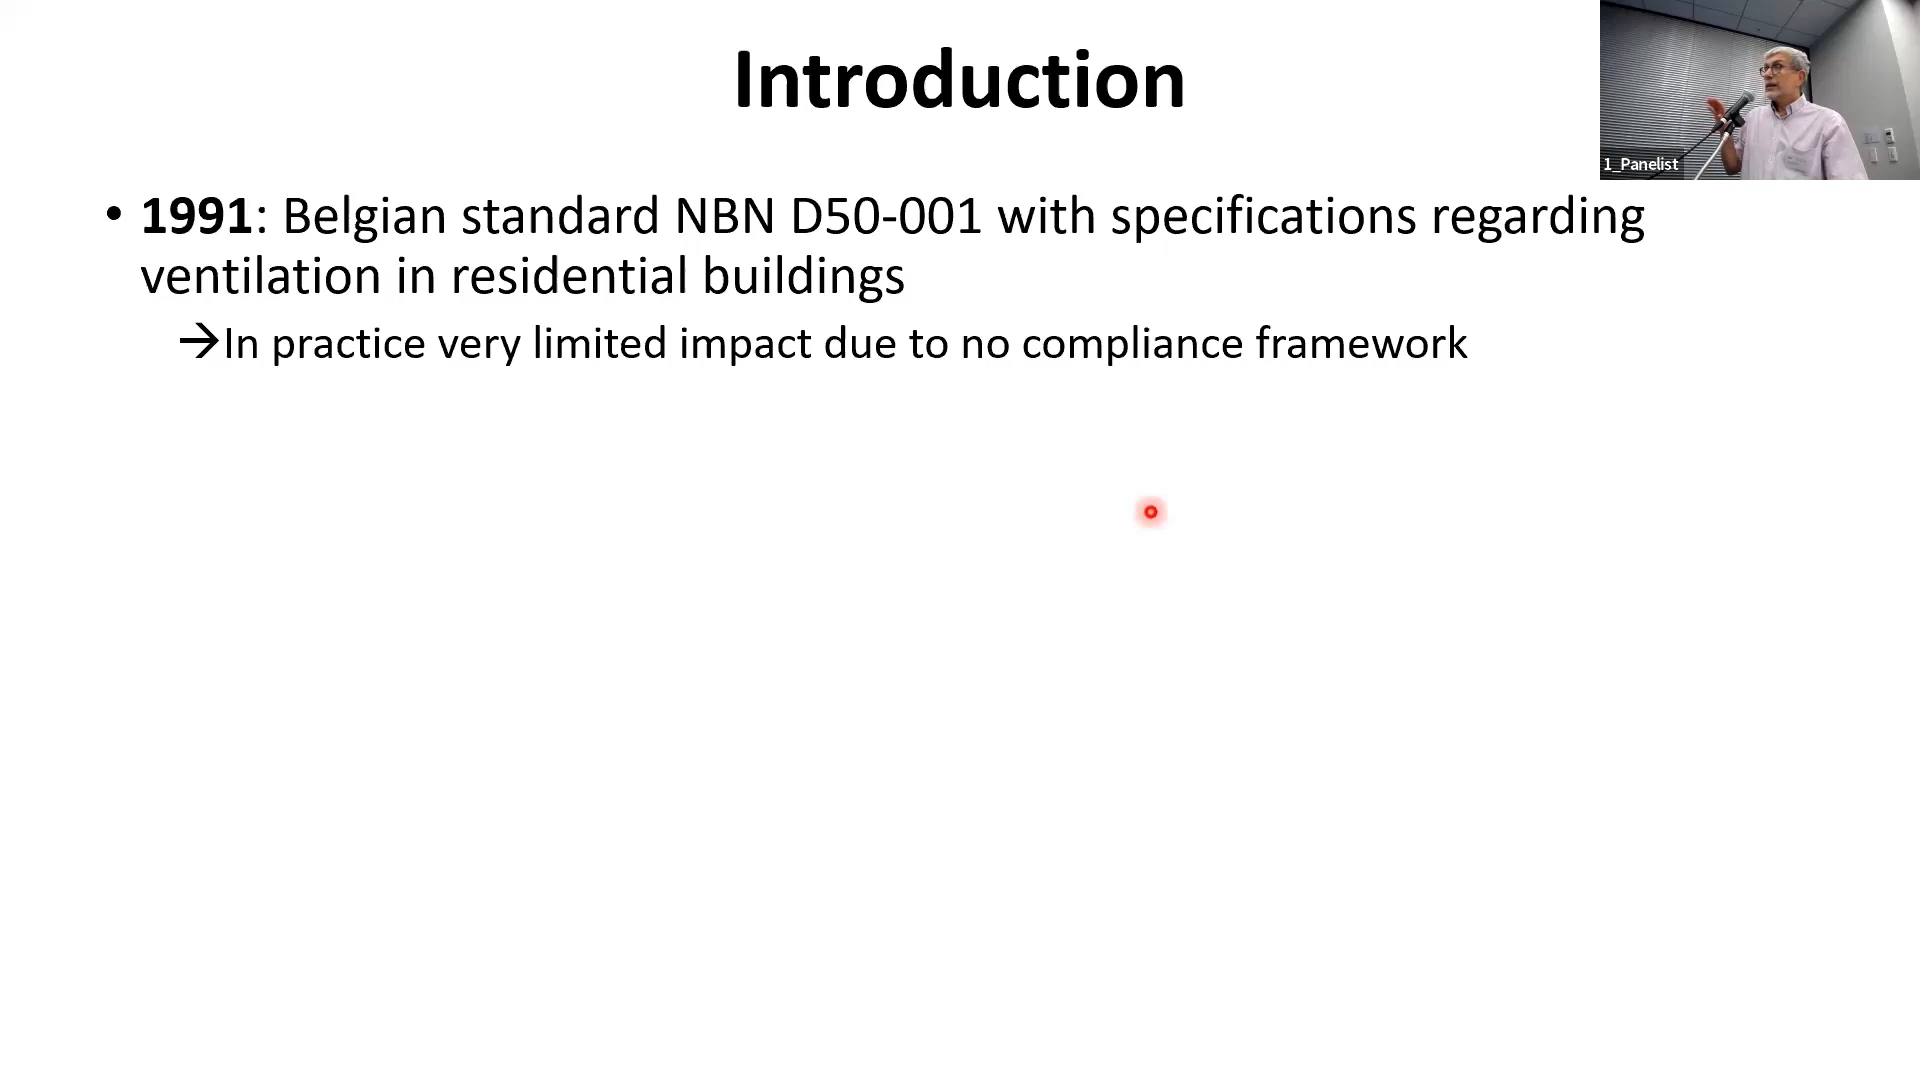 Introduction
1_Panelist
• 1991: Belgian standard NBN D50-001 with specifications regarding
ventilation in residential buildings
→In practice very limited impact due to no compliance framework